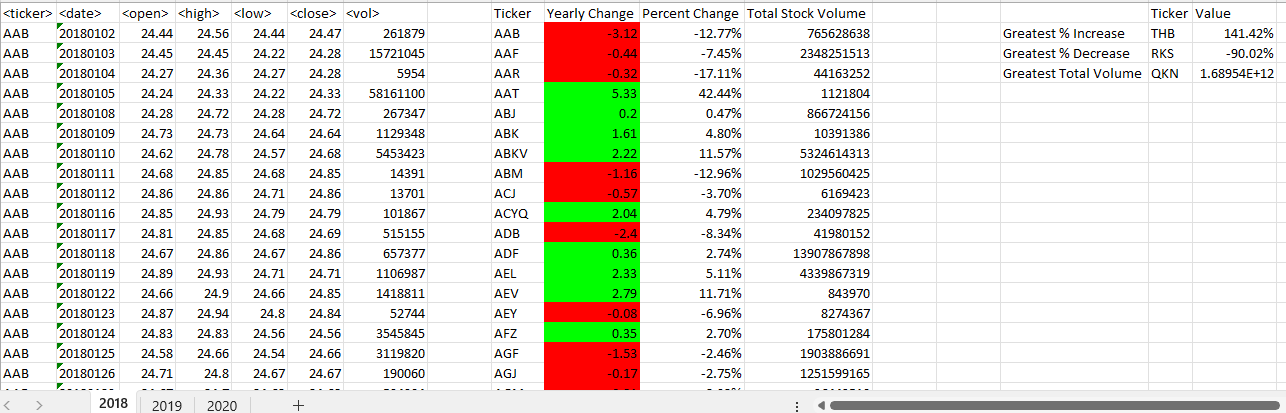 <ticker> <date> <open> <high> <low> <close> <vol> Ticker Yearly Change Percent Change Total Stock Volume Ticker Value
AAB 20180102 24.44 24.56 24.44 24.47 261879 AAB -3.12 -12.77% 765628638 Greatest % Increase THB 141.42%
AAB 20180103 24.45 24.45 24.22 24.28 15721045 AAF -0.44 -7.45% 2348251513 Greatest % Decrease RKS -90.02%
AAB 20180104 24.27 24.36 24.27 24.28 5954 AAR -0.32 -17.11% 44163252 Greatest Total Volume QKN 1.68954E+12
AAB 20180105 24.24 24.33 24.22 24.33 58161100 AAT 5.33 42.44% 1121804
AAB 20180108 24.28 24.72 24.28 24.72 267347 ABJ 0.2 0.47% 866724156
AAB 20180109 24.73 24.73 24.64 24.64 1129348 ABK 1.61 4.80% 10391386
AAB 20180110 24.62 24.78 24.57 24.68 5453423 ABKV 2.22 11.57% 5324614313
AAB 20180111 24.68 24.85 24.68 24.85 14391 ABM -1.16 -12.96% 1029560425
AAB 20180112 24.86 24.86 24.71 24.86 13701 ACJ -0.57 -3.70% 6169423
AAB 20180116 24.85 24.93 24.79 24.79 101867 ACYQ 2.04 4.79% 234097825
AAB 20180117 24.81 24.85 24.68 24.69 515155 ADB -2.4 -8.34% 41980152
AAB 20180118 24.67 24.86 24.67 24.86 657377 ADF 0.36 2.74% 13907867898
AAB 20180119 24.89 24.93 24.71 24.71 1106987 AEL 2.33 5.11% 4339867319
AAB 20180122 24.66 24.9 24.66 24.85 1418811 AEV 2.79 11.71% 843970
AAB 20180123 24.87 24.94 24.8 24.84 52744 AEY -0.08 -6.96% 8274367
AAB 20180124 24.83 24.83 24.56 24.56 3545845 AFZ 0.35 2.70% 175801284
AAB 20180125 24.58 24.66 24.54 24.66 3119820 AGF -1.53 -2.46% 1903886691
AAB 20180126 24.71 24.8 24.67 24.67 190060 AGJ -0.17 -2.75% 1251599165
2018 2019 2020